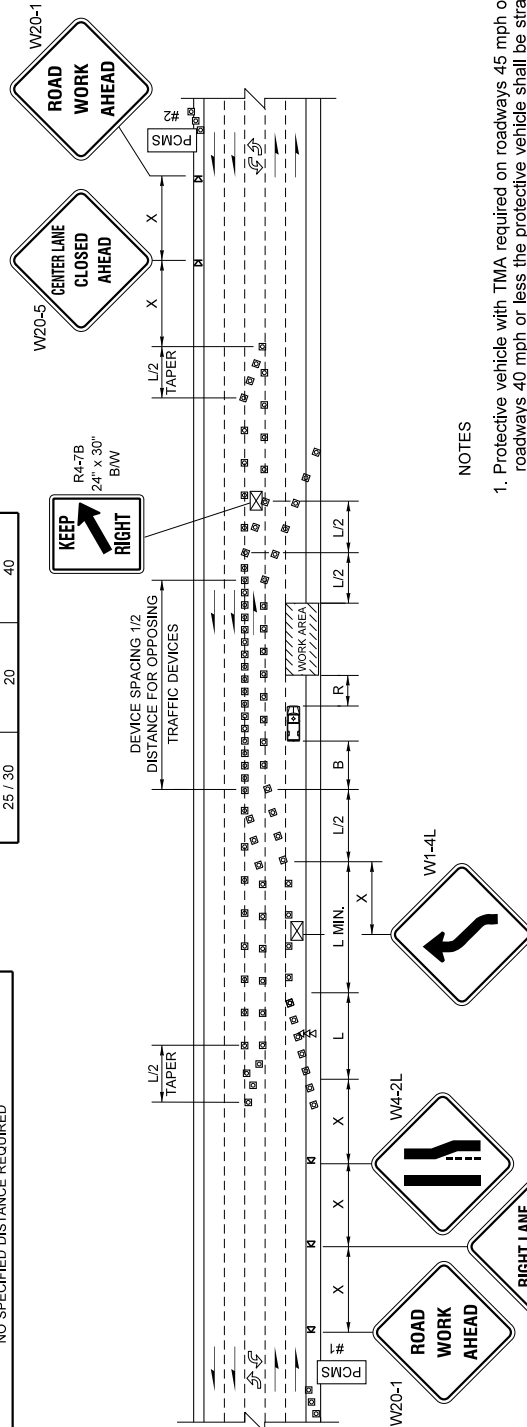 NO SPECIFIED DISTANCE REQUIRED
25 / 30
20
40
W20-1
ROAD
WORK
AHEAD
W20-5
CENTER LANE
CLOSED
AHEAD
R4-7B
24" x 30"
B/W
KEEP
RIGHT
L/2
TAPER
DEVICE SPACING 1/2
DISTANCE FOR OPPOSING
TRAFFIC DEVICES
L/2
TAPER
X
X
PCMS
#2
WORK AREA
X
X
X
L
L MIN.
X
L/2
B
R
L/2
L/2
PCMS
#1
W20-1
ROAD
WORK
AHEAD
RIGHT LANE
W4-2L
W1-4L
NOTES
1. Protective vehicle with TMA required on roadways 45 mph o
roadways 40 mph or less the protective vehicle shall be stra